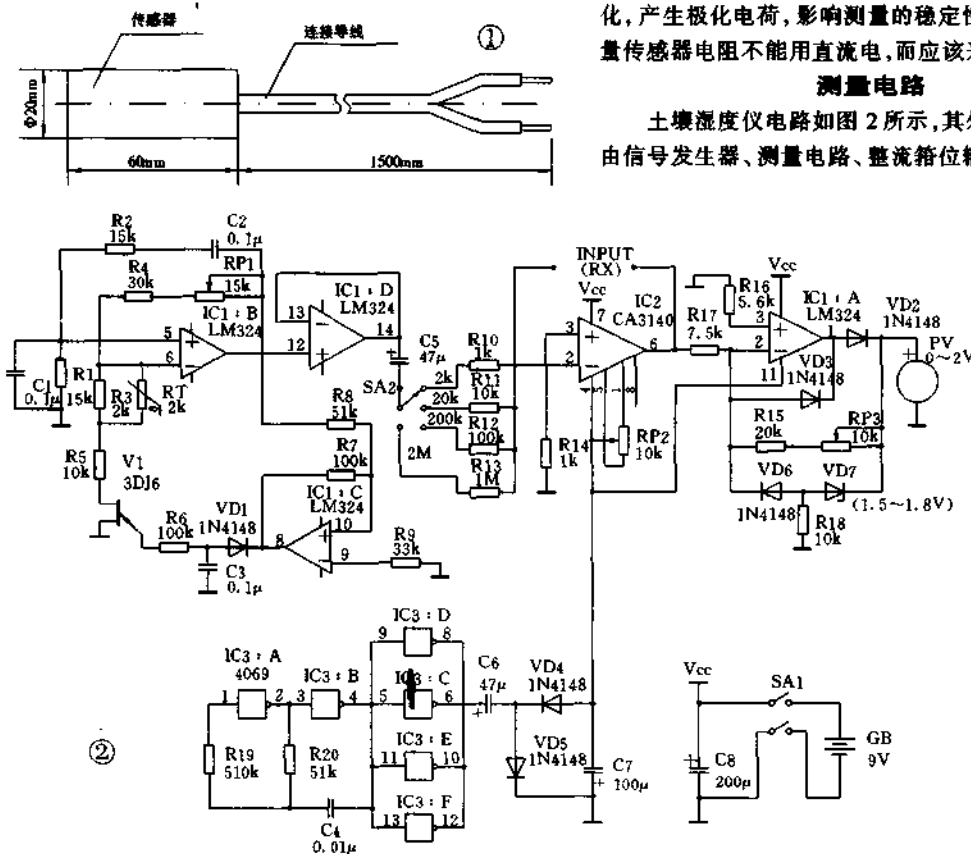 传感器
连接导线
①
Φ20mm
60mm
1500mm
化,产生极化电荷,影响测量的稳定性
量传感器电阻不能用直流电,而应该
测量电路
土壤湿度仪电路如图2所示,其
由信号发生器、测量电路、整流箝位
R2
15k
C2
0.1μ
R4
30k
RP1
15k
IC1:B
LM324
5
6
C1
0.1μ
R1
15k
R3
2k
RT
2k
R5
10k
V1
3DJ6
R6
100k
VD1
1N4148
C3
0.1μ
13
12
IC1:D
LM324
14
R8
51k
R7
100k
IC1:C
LM324
8
10
9
R9
33k
C5
47μ
SA2
2k
20k
200k
2M
R10
1k
R11
10k
R12
100k
R13
1M
INPUT
(RX)
Vcc
7
IC2
CA3140
3
2
6
R14
1k
RP2
10k
R17
7.5k
R16
5.6k
Vcc
IC1:A
LM324
3
2
1
11
VD2
1N4148
PV
0~2V
VD3
1N4148
R15
20k
RP3
10k
VD6
1N4148
VD7
(1.5~1.8V)
R18
10k
②
IC3:A
4069
1
2
IC3:B
3
4
IC3:D
9
8
IC3:C
5
6
IC3:E
11
10
IC3:F
13
12
R19
510k
R20
51k
C4
0.01μ
C6
47μ
VD4
1N4148
VD5
1N4148
C7
100μ
Vcc
C8
200μ
SA1
GB
9V